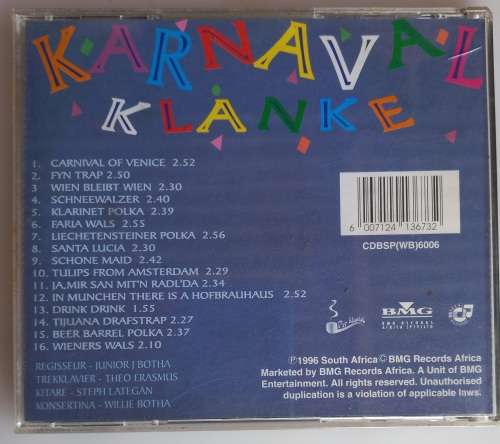 KARNAVAL
KLANKE
1. CARNIVAL OF VENICE 2.52
2. FYN TRAP 2.50
3 WIEN BLEIBT WIEN 2.30
4. SCHNEEWALZER 2.40
5. KLARINET POLKA 2.39
6. FARIA WALS 2.55
7. LIECHETENSTEINER POLKA 2.56
8. SANTA LUCIA 2.30
9. SCHONE MAID 2.42
10. TULIPS FROM AMSTERDAM 2.29
11. JA,MIR SAN MIT'N RADL'DA 2.34
12. IN MUNCHEN THERE IS A HOFBRAUHAUS 2.52
13. DRINK DRINK 1.55
14. TIJUANA DRAFSTRAP 2.27
15. BEER BARREL POLKA 2.37
16. WIENERS WALS 2.10
REGISSEUR - JUNIOR J BOTHA
TREKKLAVIER - THEO ERASMUS
KITARE - STEPH LATEGAN
KONSERTINA - WILLIE BOTHA
6 007124 136732
CDBSP(WB)6006
BMG
BMG RECORDS
AFRICA (PTY)LTD
℗1996 South Africa © BMG Records Africa
Marketed by BMG Records Africa. A Unit of BMG
Entertainment. All rights reserved. Unauthorised
duplication is a violation of applicable laws.